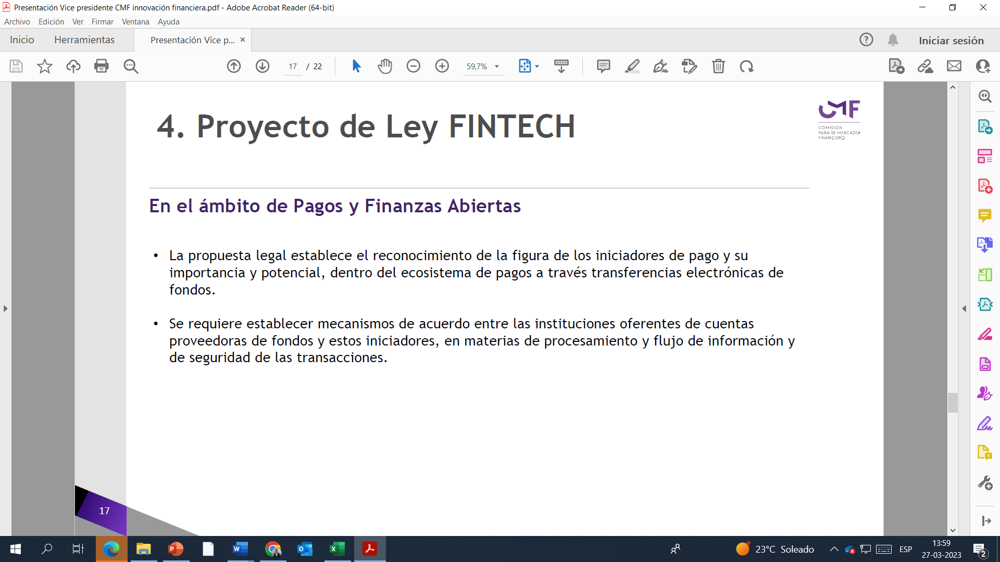 Presentación Vice presidente CMF innovación financiera.pdf - Adobe Acrobat Reader (64-bit)
Archivo Edición Ver Firmar Ventana Ayuda
Inicio Herramientas Presentación Vice p... × Iniciar sesión
17 / 22 59,7%
4. Proyecto de Ley FINTECH
CMF
COMISIÓN
PARA EL MERCADO
FINANCIERO
En el ámbito de Pagos y Finanzas Abiertas
• La propuesta legal establece el reconocimiento de la figura de los iniciadores de pago y su
importancia y potencial, dentro del ecosistema de pagos a través transferencias electrónicas de
fondos.
• Se requiere establecer mecanismos de acuerdo entre las instituciones oferentes de cuentas
proveedoras de fondos y estos iniciadores, en materias de procesamiento y flujo de información y
de seguridad de las transacciones.
17
23°C Soleado ESP 13:59
27-03-2023
2